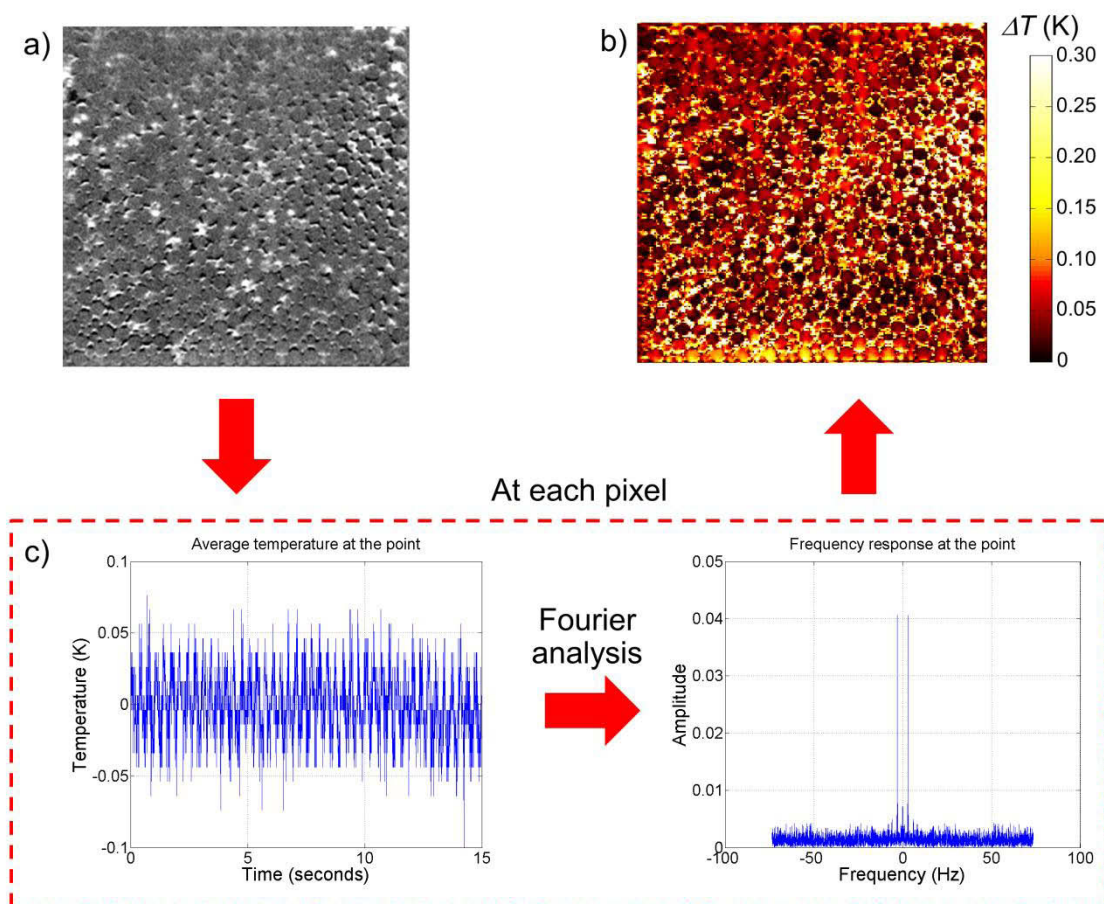 a)
b)
ΔT (K)
0.30
0.25
0.20
0.15
0.10
0.05
0
At each pixel
c)
Average temperature at the point
0.1
0.05
0
-0.05
-0.1
Temperature (K)
0 5 10 15
Time (seconds)
Fourier
analysis
Frequency response at the point
0.05
0.04
0.03
0.02
0.01
0
Amplitude
-100 -50 0 50 100
Frequency (Hz)